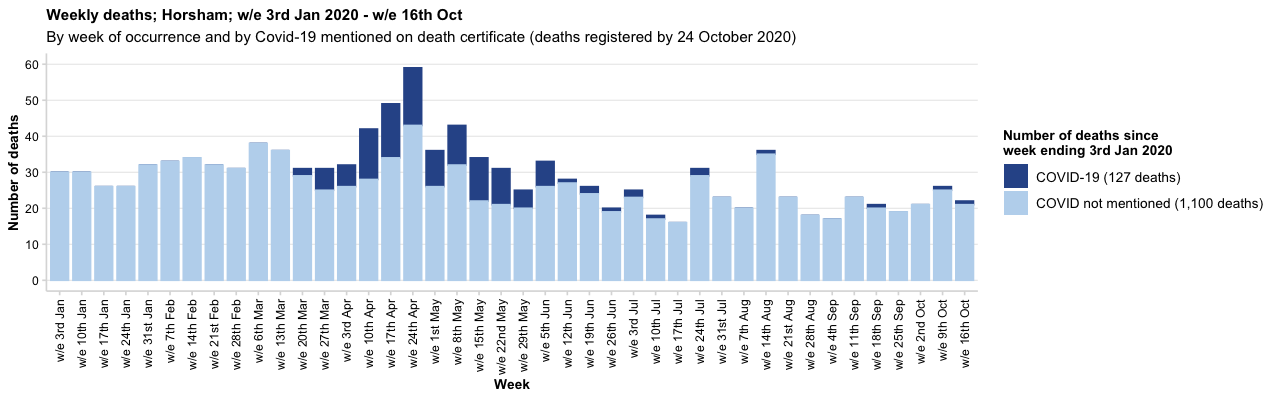 Weekly deaths; Horsham; w/e 3rd Jan 2020 - w/e 16th Oct
By week of occurrence and by Covid-19 mentioned on death certificate (deaths registered by 24 October 2020)
Number of deaths
60
50
40
30
20
10
0
w/e 3rd Jan
w/e 10th Jan
w/e 17th Jan
w/e 24th Jan
w/e 31st Jan
w/e 7th Feb
w/e 14th Feb
w/e 21st Feb
w/e 28th Feb
w/e 6th Mar
w/e 13th Mar
w/e 20th Mar
w/e 27th Mar
w/e 3rd Apr
w/e 10th Apr
w/e 17th Apr
w/e 24th Apr
w/e 1st May
w/e 8th May
w/e 15th May
w/e 22nd May
w/e 29th May
w/e 5th Jun
w/e 12th Jun
w/e 19th Jun
w/e 26th Jun
w/e 3rd Jul
w/e 10th Jul
w/e 17th Jul
w/e 24th Jul
w/e 31st Jul
w/e 7th Aug
w/e 14th Aug
w/e 21st Aug
w/e 28th Aug
w/e 4th Sep
w/e 11th Sep
w/e 18th Sep
w/e 25th Sep
w/e 2nd Oct
w/e 9th Oct
w/e 16th Oct
Week
Number of deaths since
week ending 3rd Jan 2020
COVID-19 (127 deaths)
COVID not mentioned (1,100 deaths)